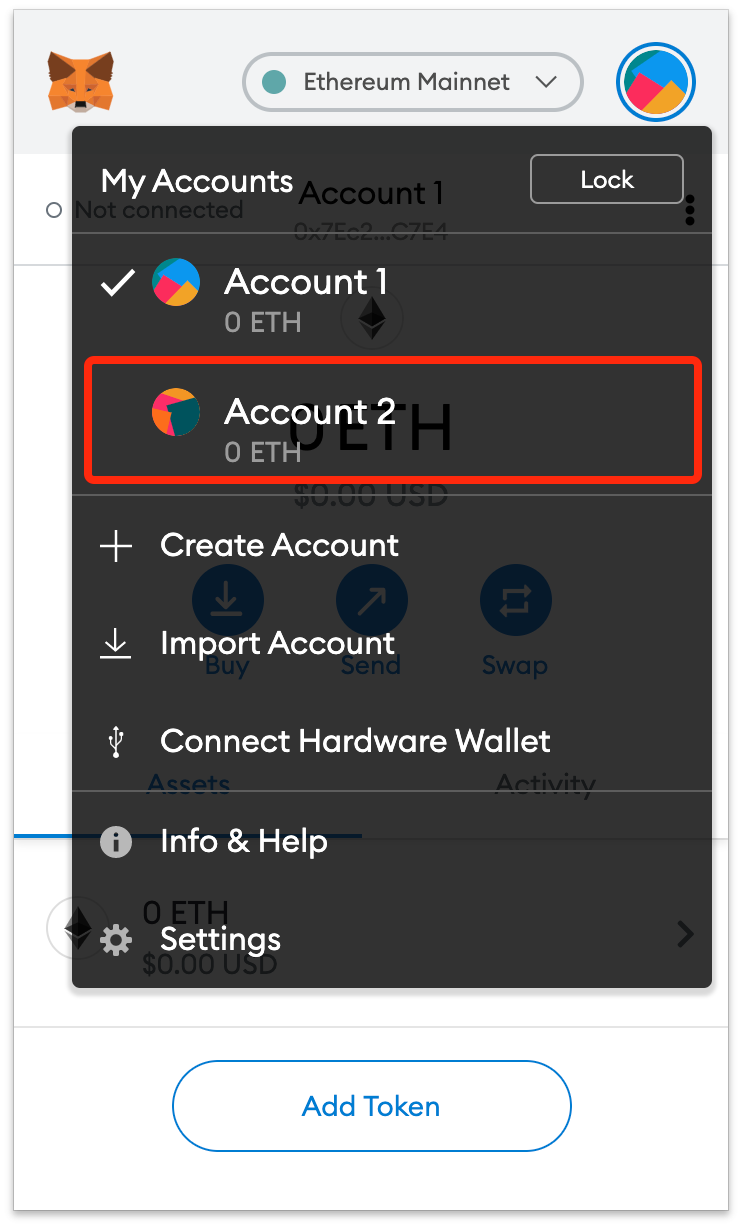 Ethereum Mainnet
My Accounts
Lock
Account 1
Not connected
0x7Ec2...C7E4
Account 1
0 ETH
Account 2
0 ETH
0 ETH
$0.00 USD
Create Account
Import Account
Buy
Send
Swap
Connect Hardware Wallet
Assets
Activity
Info & Help
0 ETH
Settings
$0.00 USD
Add Token